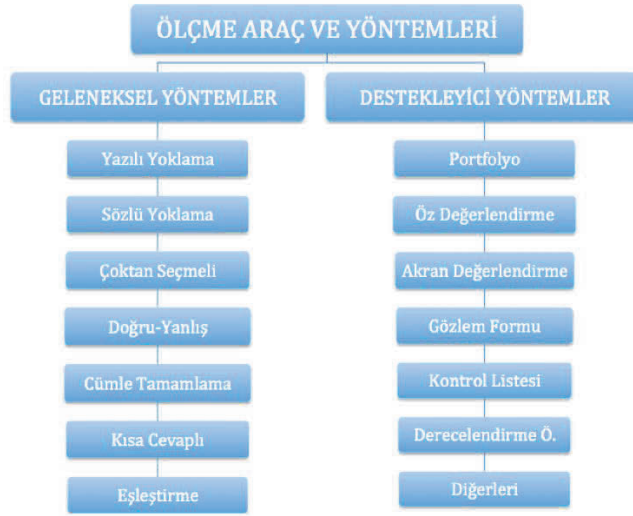 ÖLÇME ARAÇ VE YÖNTEMLERİ
GELENEKSEL YÖNTEMLER
Yazılı Yoklama
Sözlü Yoklama
Çoktan Seçmeli
Doğru-Yanlış
Cümle Tamamlama
Kısa Cevaplı
Eşleştirme
DESTEKLEYİCİ YÖNTEMLER
Portfolyo
Öz Değerlendirme
Akran Değerlendirme
Gözlem Formu
Kontrol Listesi
Derecelendirme Ö.
Diğerleri